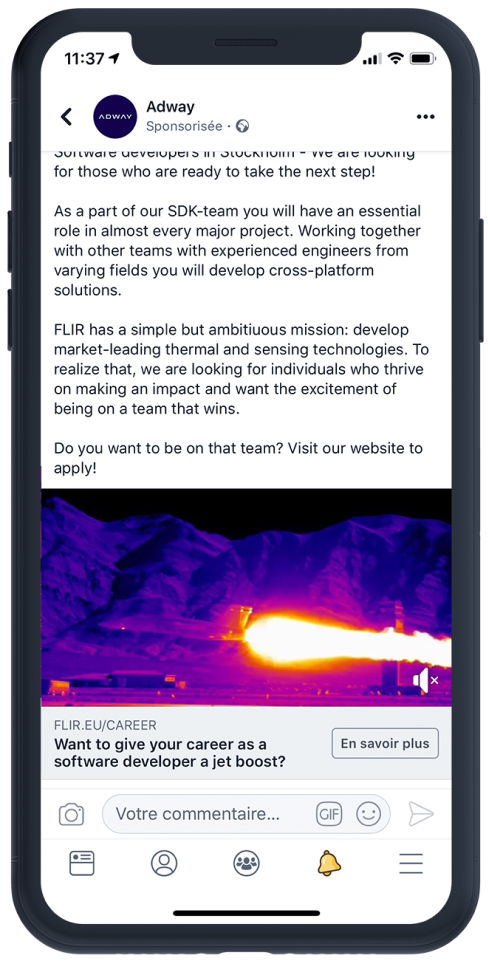 11:37
ADWAY
Adway
Sponsorisée ·
Software developers in Stockholm - We are looking
for those who are ready to take the next step!
As a part of our SDK-team you will have an essential
role in almost every major project. Working together
with other teams with experienced engineers from
varying fields you will develop cross-platform
solutions.
FLIR has a simple but ambitiuous mission: develop
market-leading thermal and sensing technologies. To
realize that, we are looking for individuals who thrive
on making an impact and want the excitement of
being on a team that wins.
Do you want to be on that team? Visit our website to
apply!
FLIR.EU/CAREER
Want to give your career as a
software developer a jet boost?
En savoir plus
Votre commentaire...
GIF